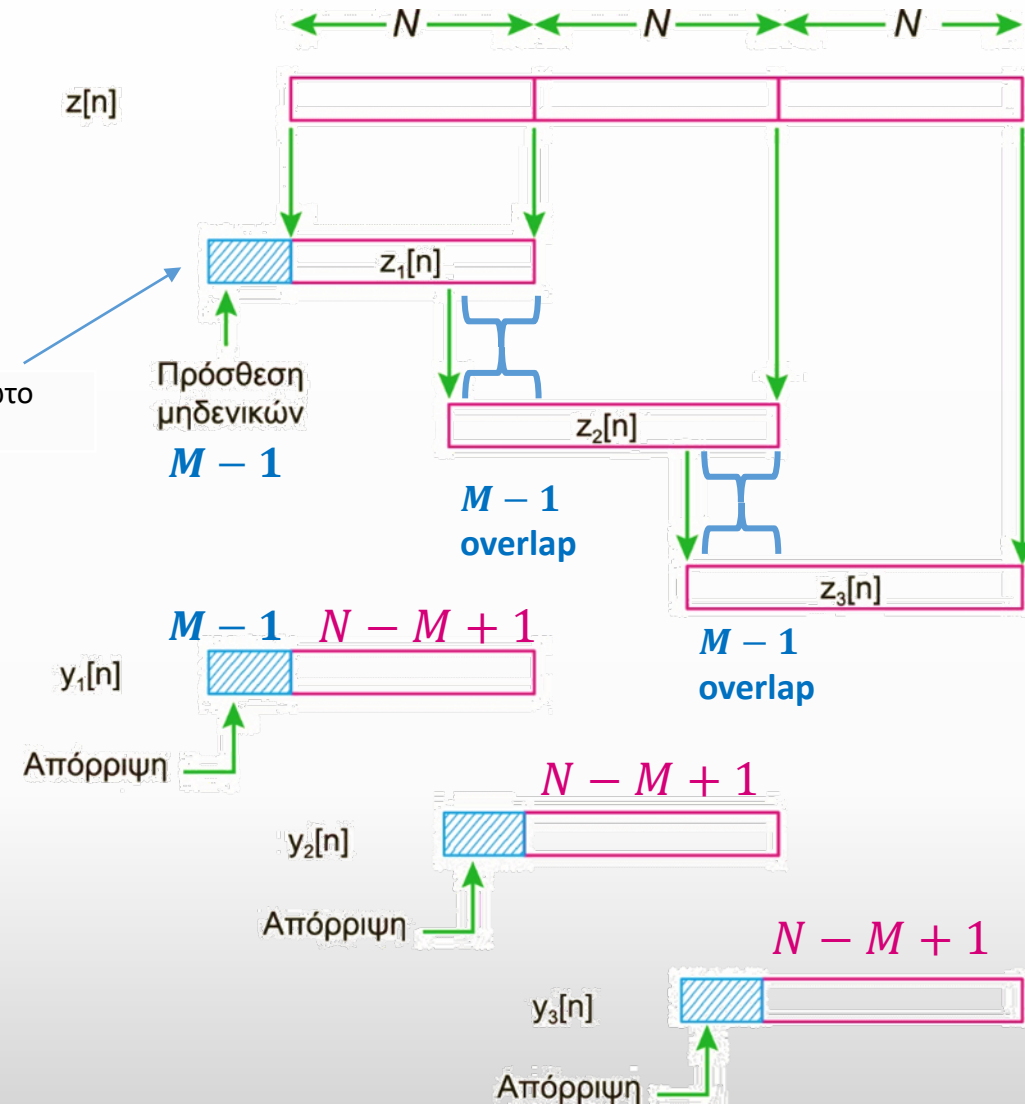 N N N
z[n]
z₁[n]
Πρόσθεση
μηδενικών
M − 1
z₂[n]
M − 1
overlap
z₃[n]
M − 1
overlap
M − 1 N − M + 1
y₁[n]
Απόρριψη
N − M + 1
y₂[n]
Απόρριψη
N − M + 1
y₃[n]
Απόρριψη